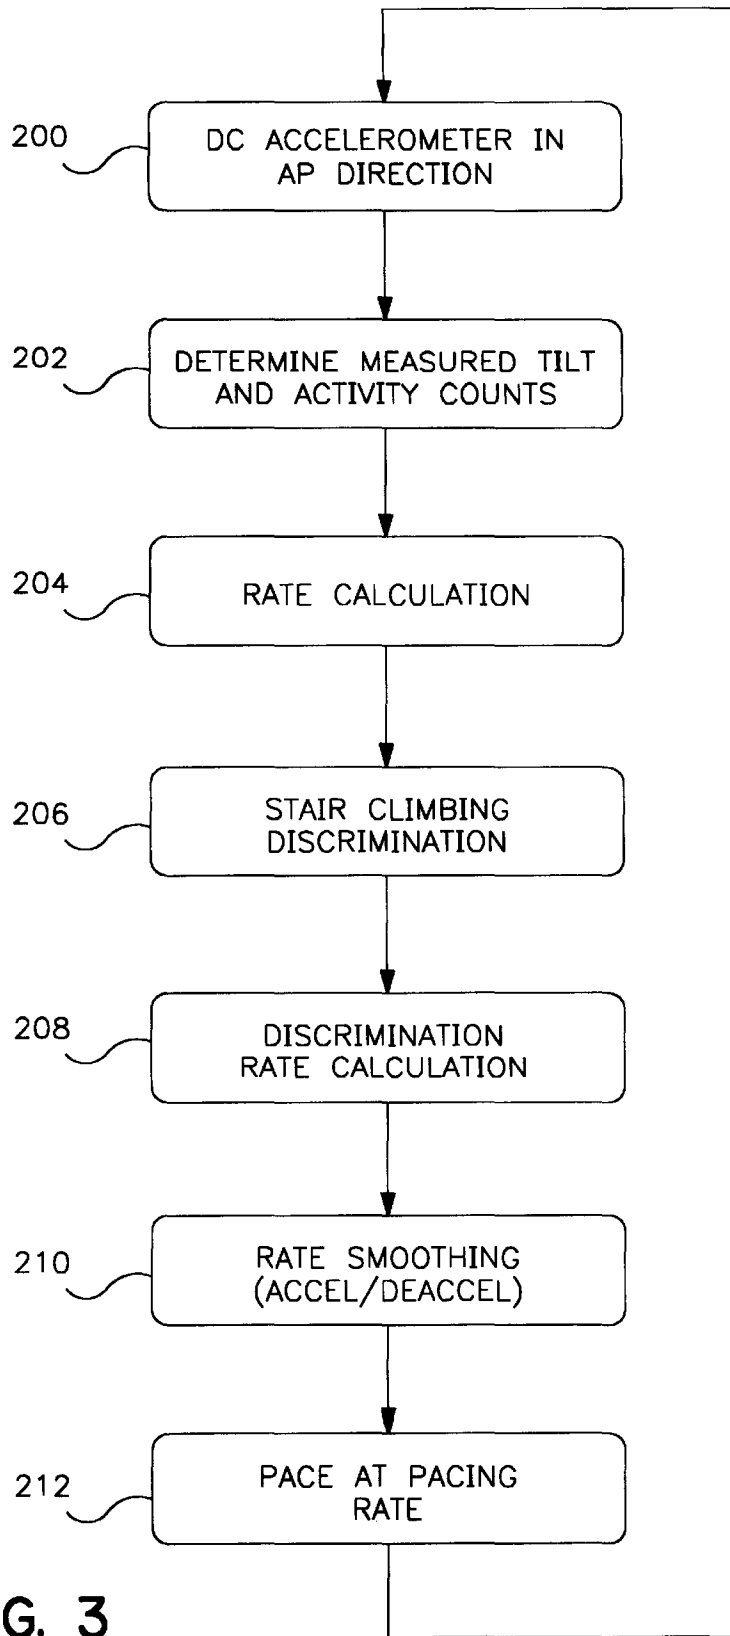 200
DC ACCELEROMETER IN
AP DIRECTION
202
DETERMINE MEASURED TILT
AND ACTIVITY COUNTS
204
RATE CALCULATION
206
STAIR CLIMBING
DISCRIMINATION
208
DISCRIMINATION
RATE CALCULATION
210
RATE SMOOTHING
(ACCEL/DEACCEL)
212
PACE AT PACING
RATE
G. 3